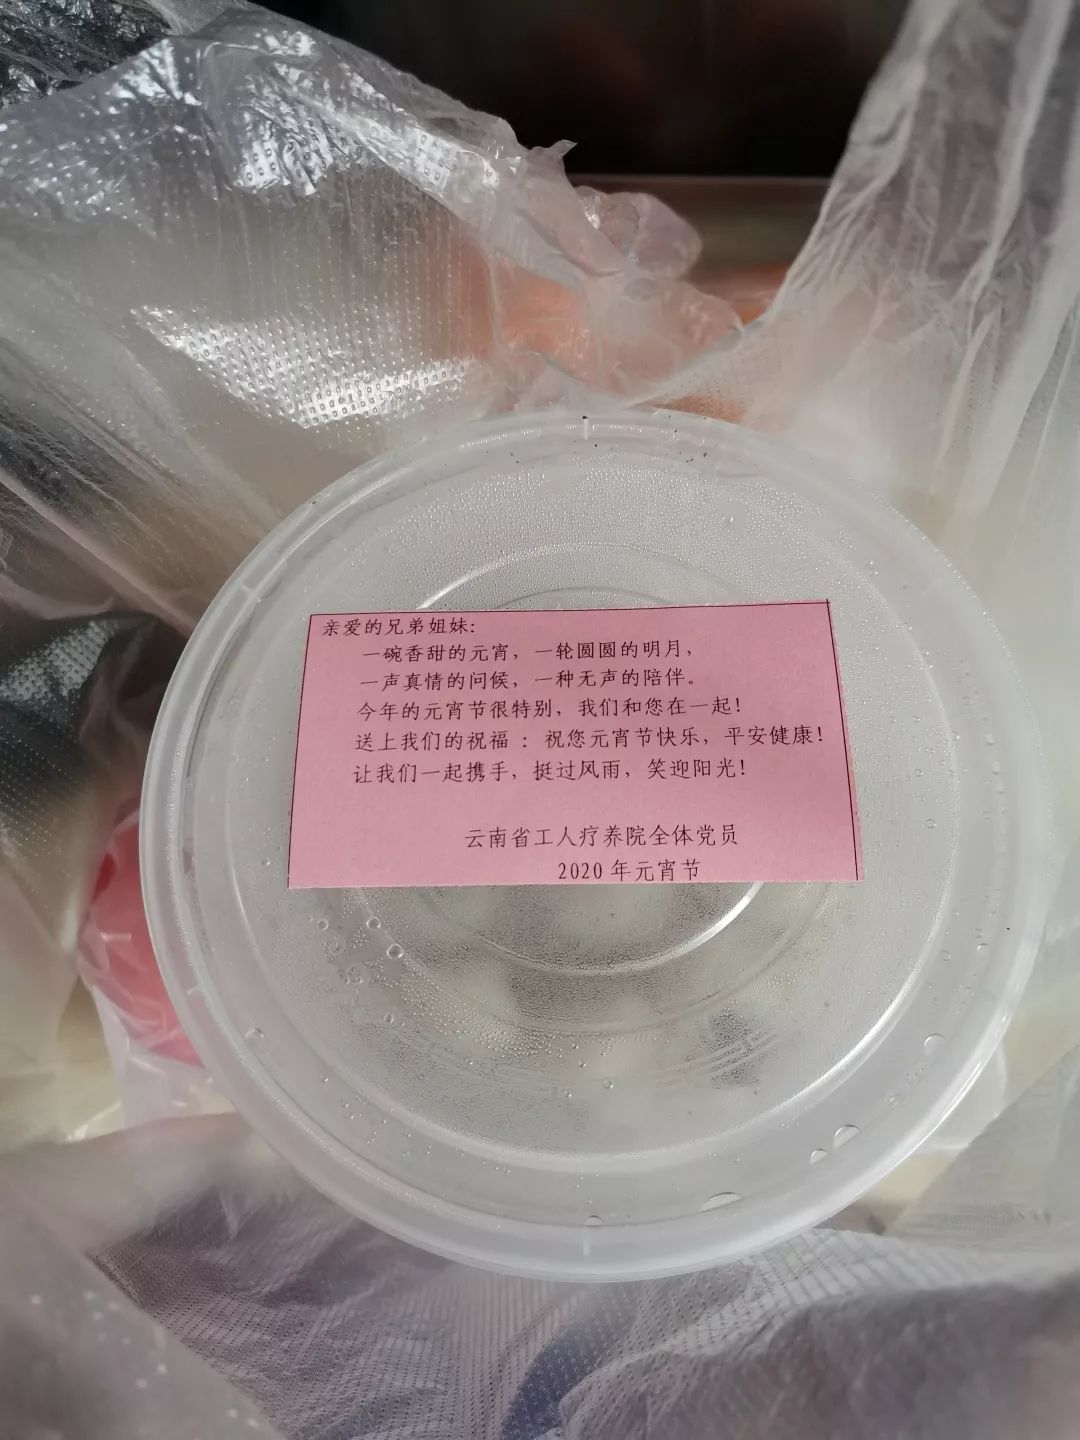 亲爱的兄弟姐妹：
一碗香甜的元宵，一轮圆圆的明月，
一声真情的问候，一种无声的陪伴。
今年的元宵节很特别，我们和您在一起！
送上我们的祝福：祝您元宵节快乐，平安健康！
让我们一起携手，挺过风雨，笑迎阳光！
云南省工人疗养院全体党员
2020年元宵节